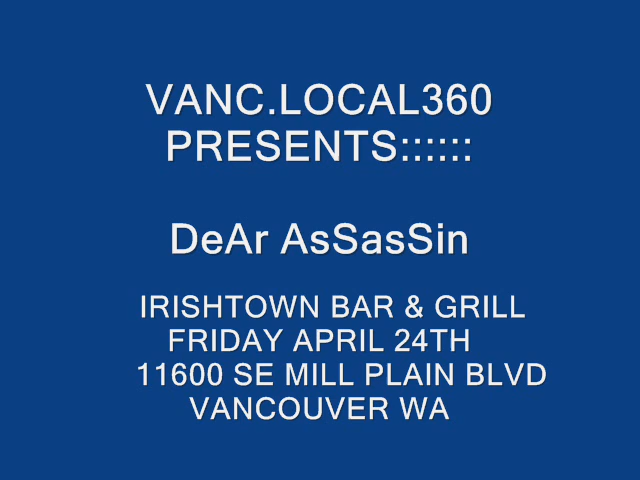 VANC.LOCAL360
PRESENTS::::::
DeAr AsSasSin
IRISHTOWN BAR & GRILL
FRIDAY APRIL 24TH
11600 SE MILL PLAIN BLVD
VANCOUVER WA